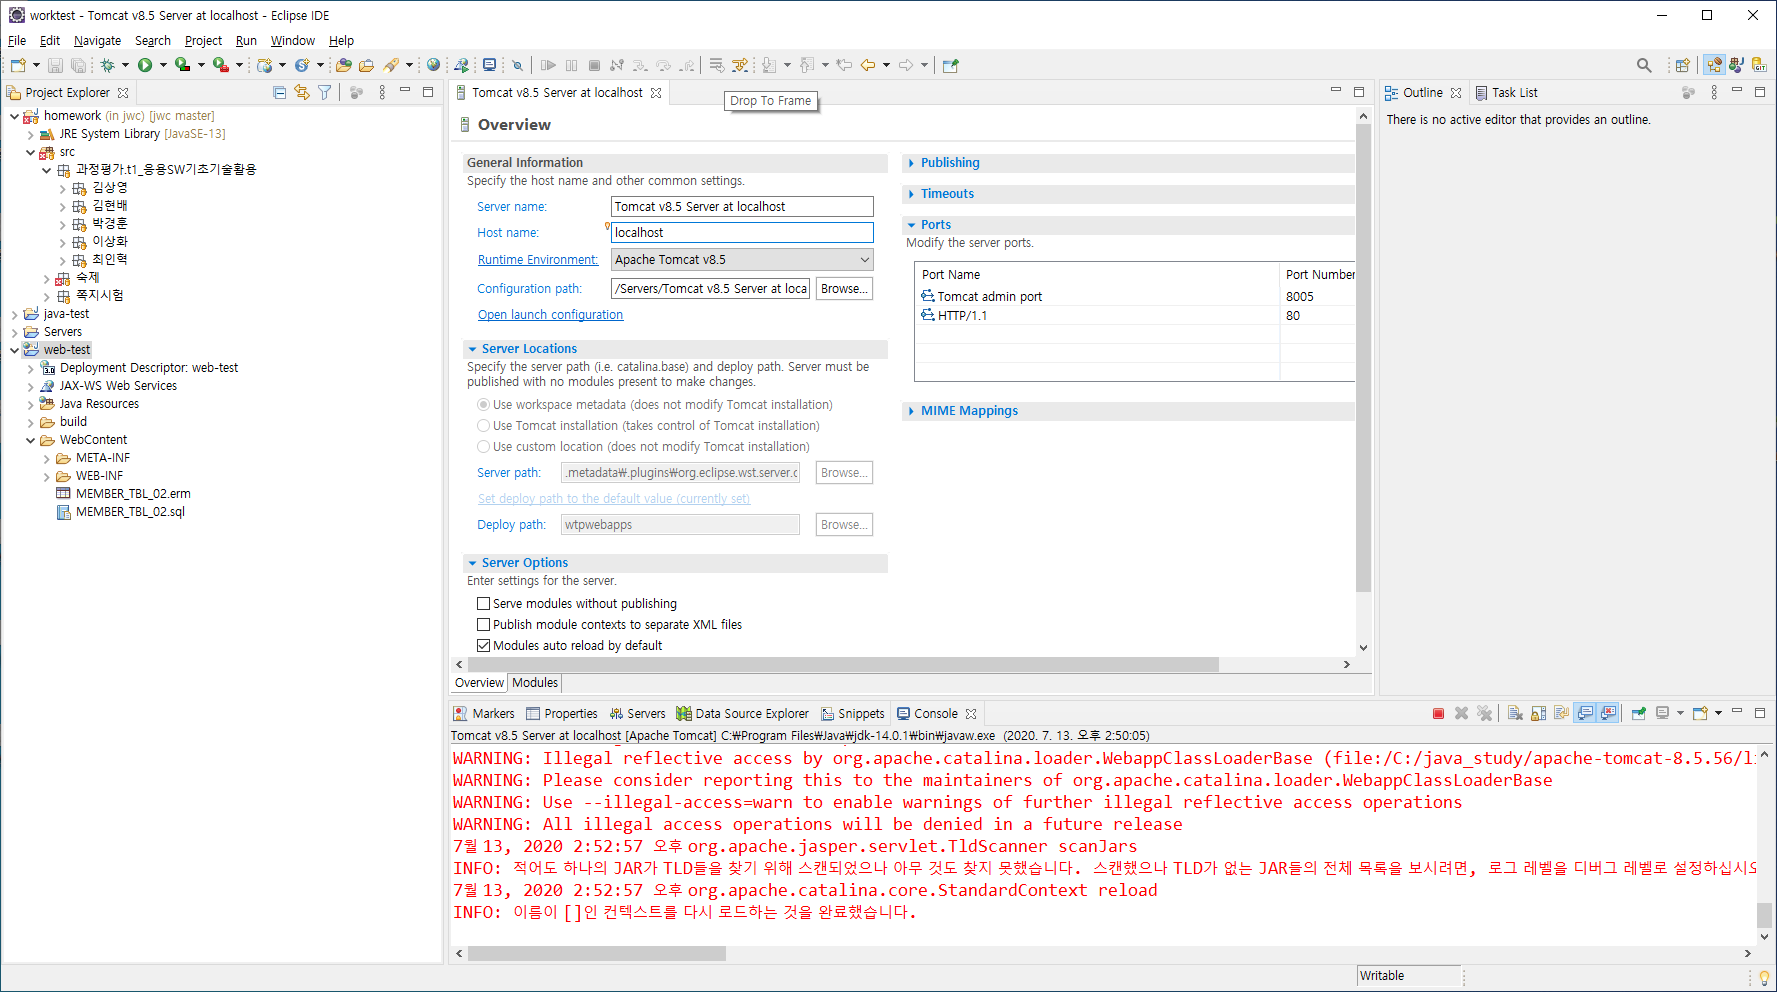 worktest - Tomcat v8.5 Server at localhost - Eclipse IDE
File Edit Navigate Search Project Run Window Help
Project Explorer
homework (in jwc) [jwc master]
JRE System Library [JavaSE-13]
src
과정평가.t1_응용SW기초기술활용
김상영
김현배
박경훈
이상화
최인혁
숙제
쪽지시험
java-test
Servers
web-test
Deployment Descriptor: web-test
JAX-WS Web Services
Java Resources
build
WebContent
META-INF
WEB-INF
MEMBER_TBL_02.erm
MEMBER_TBL_02.sql
Tomcat v8.5 Server at localhost
Drop To Frame
Overview
General Information
Specify the host name and other common settings.
Server name: Tomcat v8.5 Server at localhost
Host name: localhost
Runtime Environment: Apache Tomcat v8.5
Configuration path: /Servers/Tomcat v8.5 Server at loca Browse...
Open launch configuration
Server Locations
Specify the server path (i.e. catalina.base) and deploy path. Server must be
published with no modules present to make changes.
Use workspace metadata (does not modify Tomcat installation)
Use Tomcat installation (takes control of Tomcat installation)
Use custom location (does not modify Tomcat installation)
Server path: .metadata₩.plugins₩org.eclipse.wst.server.c Browse...
Set deploy path to the default value (currently set)
Deploy path: wtpwebapps Browse...
Server Options
Enter settings for the server.
Serve modules without publishing
Publish module contexts to separate XML files
Modules auto reload by default
Publishing
Timeouts
Ports
Modify the server ports.
Port Name Port Number
Tomcat admin port 8005
HTTP/1.1 80
MIME Mappings
Overview Modules
Outline Task List
There is no active editor that provides an outline.
Markers Properties Servers Data Source Explorer Snippets Console
Tomcat v8.5 Server at localhost [Apache Tomcat] C:₩Program Files₩Java₩jdk-14.0.1₩bin₩javaw.exe (2020. 7. 13. 오후 2:50:05)
WARNING: Illegal reflective access by org.apache.catalina.loader.WebappClassLoaderBase (file:/C:/java_study/apache-tomcat-8.5.56/li
WARNING: Please consider reporting this to the maintainers of org.apache.catalina.loader.WebappClassLoaderBase
WARNING: Use --illegal-access=warn to enable warnings of further illegal reflective access operations
WARNING: All illegal access operations will be denied in a future release
7월 13, 2020 2:52:57 오후 org.apache.jasper.servlet.TldScanner scanJars
INFO: 적어도 하나의 JAR가 TLD들을 찾기 위해 스캔되었으나 아무 것도 찾지 못했습니다. 스캔했으나 TLD가 없는 JAR들의 전체 목록을 보시려면, 로그 레벨을 디버그 레벨로 설정하십시오
7월 13, 2020 2:52:57 오후 org.apache.catalina.core.StandardContext reload
INFO: 이름이 []인 컨텍스트를 다시 로드하는 것을 완료했습니다.
Writable